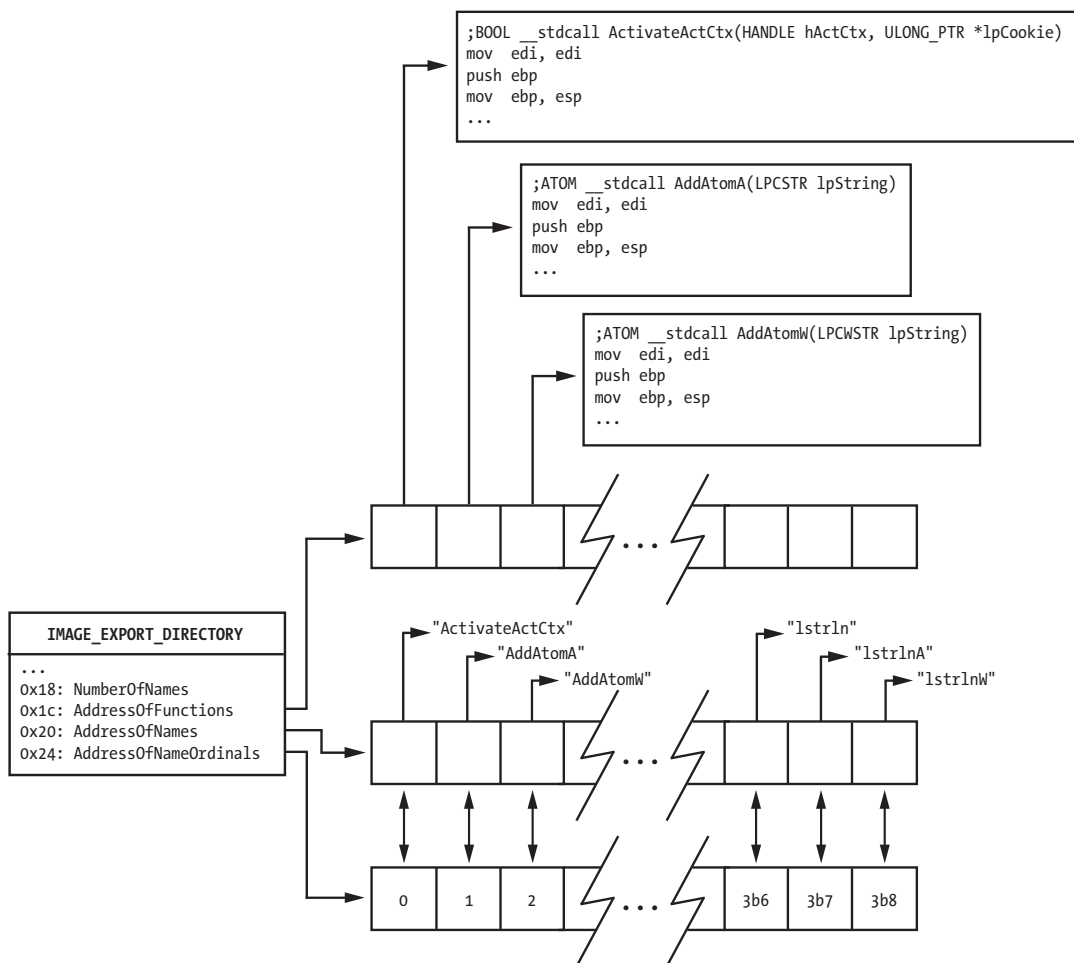 ;BOOL __stdcall ActivateActCtx(HANDLE hActCtx, ULONG_PTR *lpCookie)
mov edi, edi
push ebp
mov ebp, esp
...
;ATOM __stdcall AddAtomA(LPCSTR lpString)
mov edi, edi
push ebp
mov ebp, esp
...
;ATOM __stdcall AddAtomW(LPCWSTR lpString)
mov edi, edi
push ebp
mov ebp, esp
...
...
IMAGE_EXPORT_DIRECTORY
...
0x18: NumberOfNames
0x1c: AddressOfFunctions
0x20: AddressOfNames
0x24: AddressOfNameOrdinals
"ActivateActCtx"
"AddAtomA"
"AddAtomW"
"lstrln"
"lstrlnA"
"lstrlnW"
...
0 1 2 ... 3b6 3b7 3b8